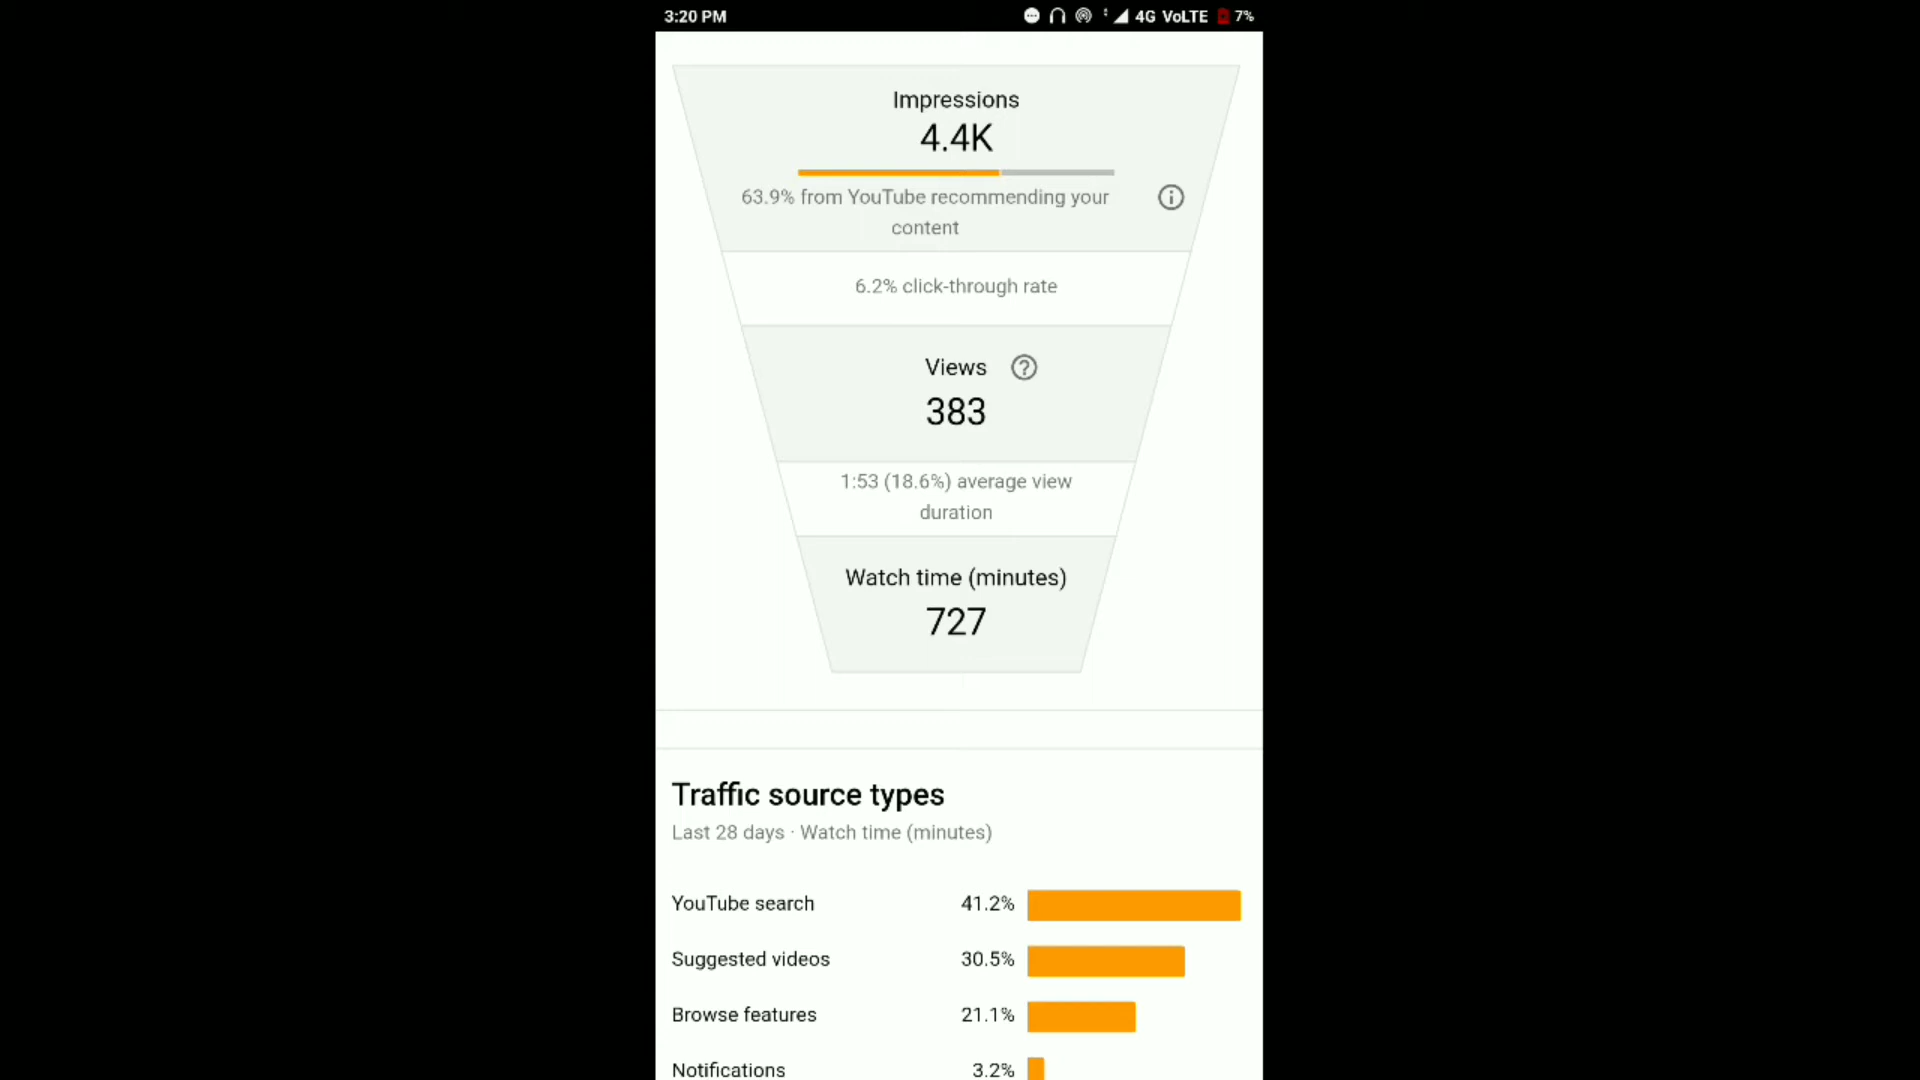 3:20 PM 4G VoLTE 7%
Impressions
4.4K
63.9% from YouTube recommending your
content
6.2% click-through rate
Views
383
1:53 (18.6%) average view
duration
Watch time (minutes)
727
Traffic source types
Last 28 days · Watch time (minutes)
YouTube search 41.2%
Suggested videos 30.5%
Browse features 21.1%
Notifications 3.2%